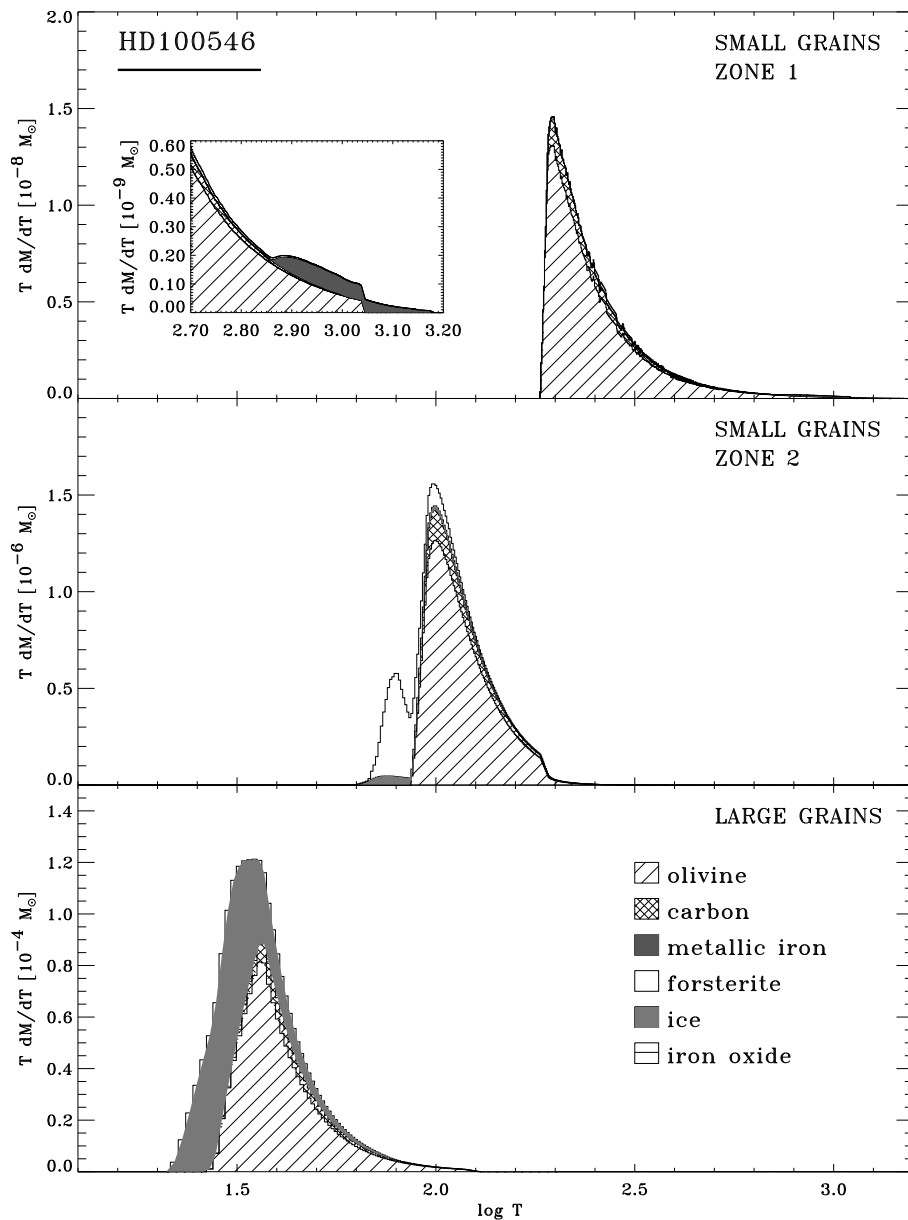 HD100546
SMALL GRAINS
ZONE 1
2.0
1.5
1.0
0.5
0.0
T dM/dT [10⁻⁸ M☉]
0.60
0.50
0.40
0.30
0.20
0.10
0.00
T dM/dT [10⁻⁹ M☉]
2.70 2.80 2.90 3.00 3.10 3.20
SMALL GRAINS
ZONE 2
1.5
1.0
0.5
0.0
T dM/dT [10⁻⁶ M☉]
LARGE GRAINS
1.4
1.2
1.0
0.8
0.6
0.4
0.2
0.0
T dM/dT [10⁻⁴ M☉]
olivine
carbon
metallic iron
forsterite
ice
iron oxide
1.5 2.0 2.5 3.0
log T